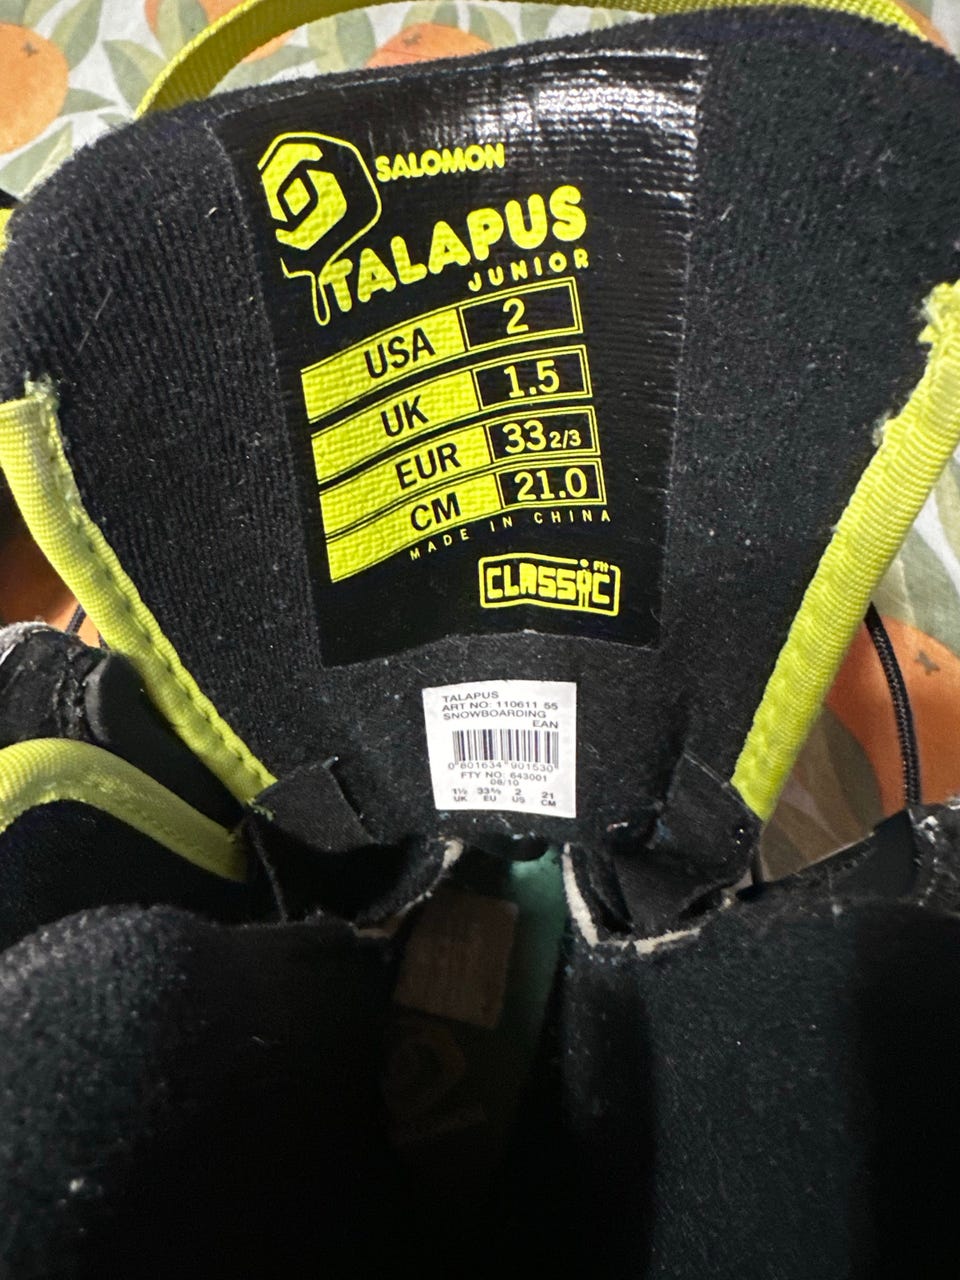 SALOMON
TALAPUS
JUNIOR
USA 2
UK 1.5
EUR 33 2/3
CM 21.0
MADE IN CHINA
CLASSIC FIt
TALAPUS
ART NO: 110611 55
SNOWBOARDING
EAN
0 801634 901530
FTY NO: 643001
08/10
1½ 33⅔ 2 21
UK EU US CM